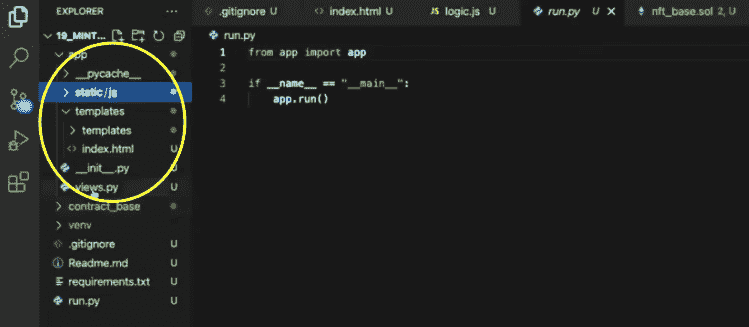 EXPLORER ...
.gitignore U
index.html U
logic.js U
run.py U
nft_base.sol 2, U
19_MINT...
run.py
app
1 from app import app
__pycache__
2
static/js
3 if __name__ == "__main__":
templates
4 app.run()
templates
index.html U
__init__.py U
views.py U
contract_base
venv
.gitignore U
Readme.md U
requirements.txt U
run.py U